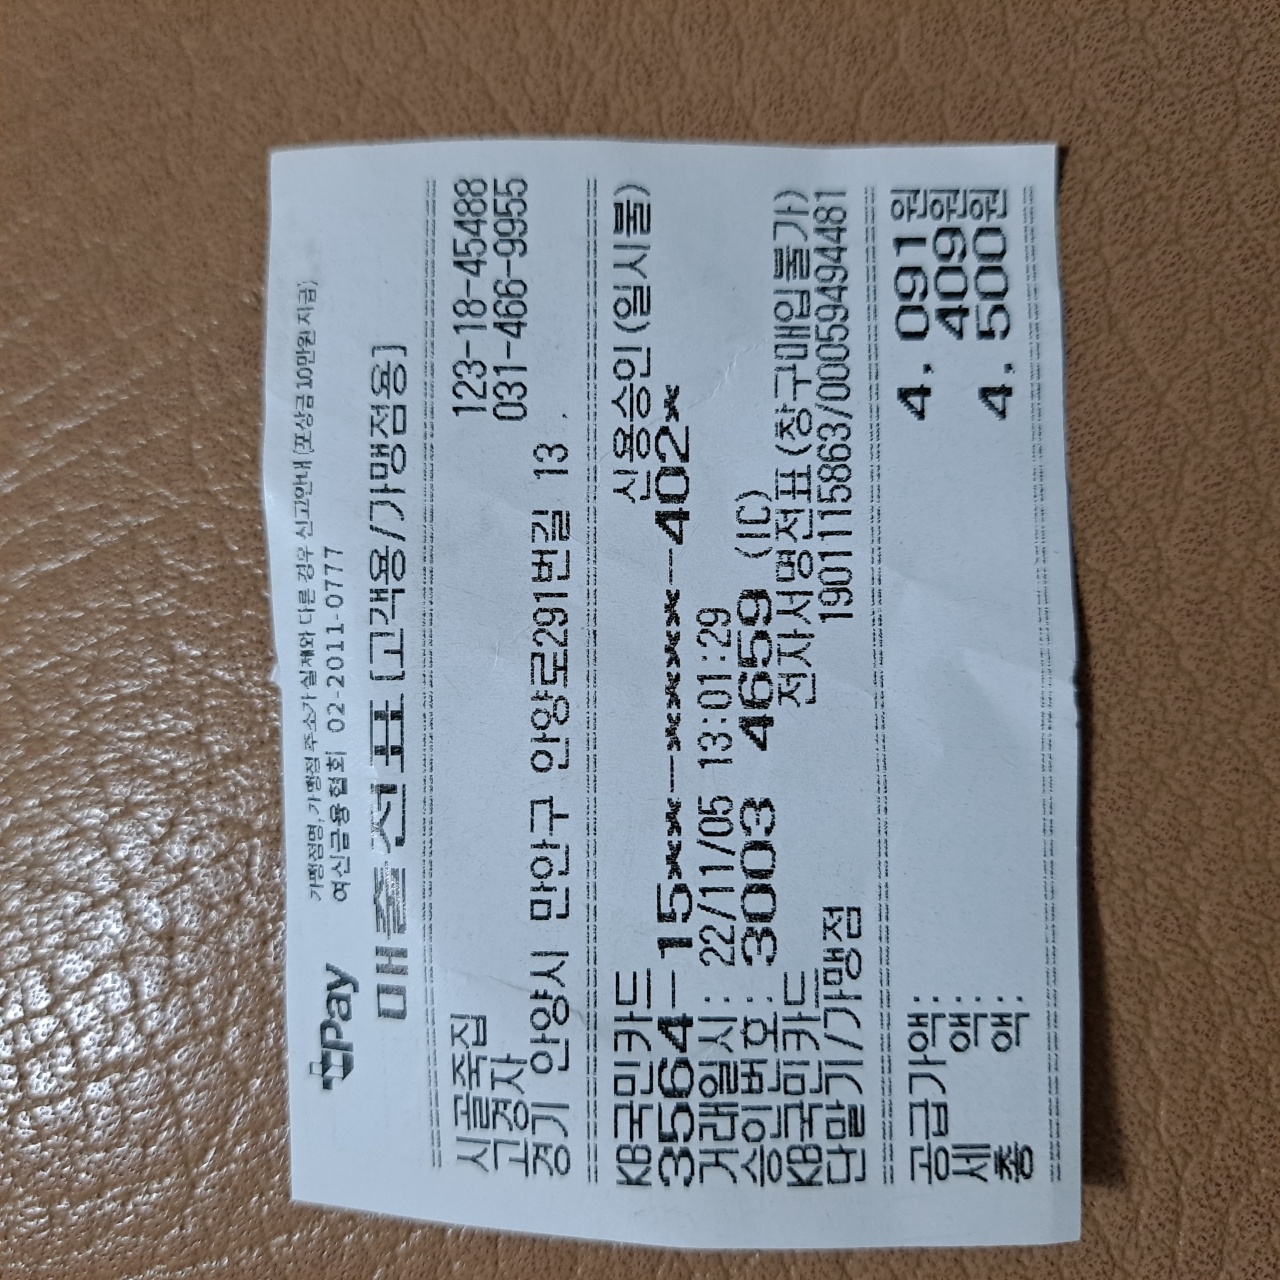 tPay
가맹점명, 가맹점 주소가 실제와 다른 경우 신고안내 (포상금 10만원 지급)
여신금융협회 02-2011-0777
매출전표 [고객용/가맹점용]
시골족집 123-18-45488
고정자 031-466-9955
경기 안양시 만안구 안양로291번길 13 .
KB국민카드 신용승인(일시불)
3564-15**-****-402*
거래일시: 22/11/05 13:01:29
승인번호: 3003 4659 (IC)
KB국민카드 전자서명전표(창구매입불가)
단말기/가맹점 1901115863/00059494481
공급가액: 4,091원
세 액: 409원
총 액: 4,500원